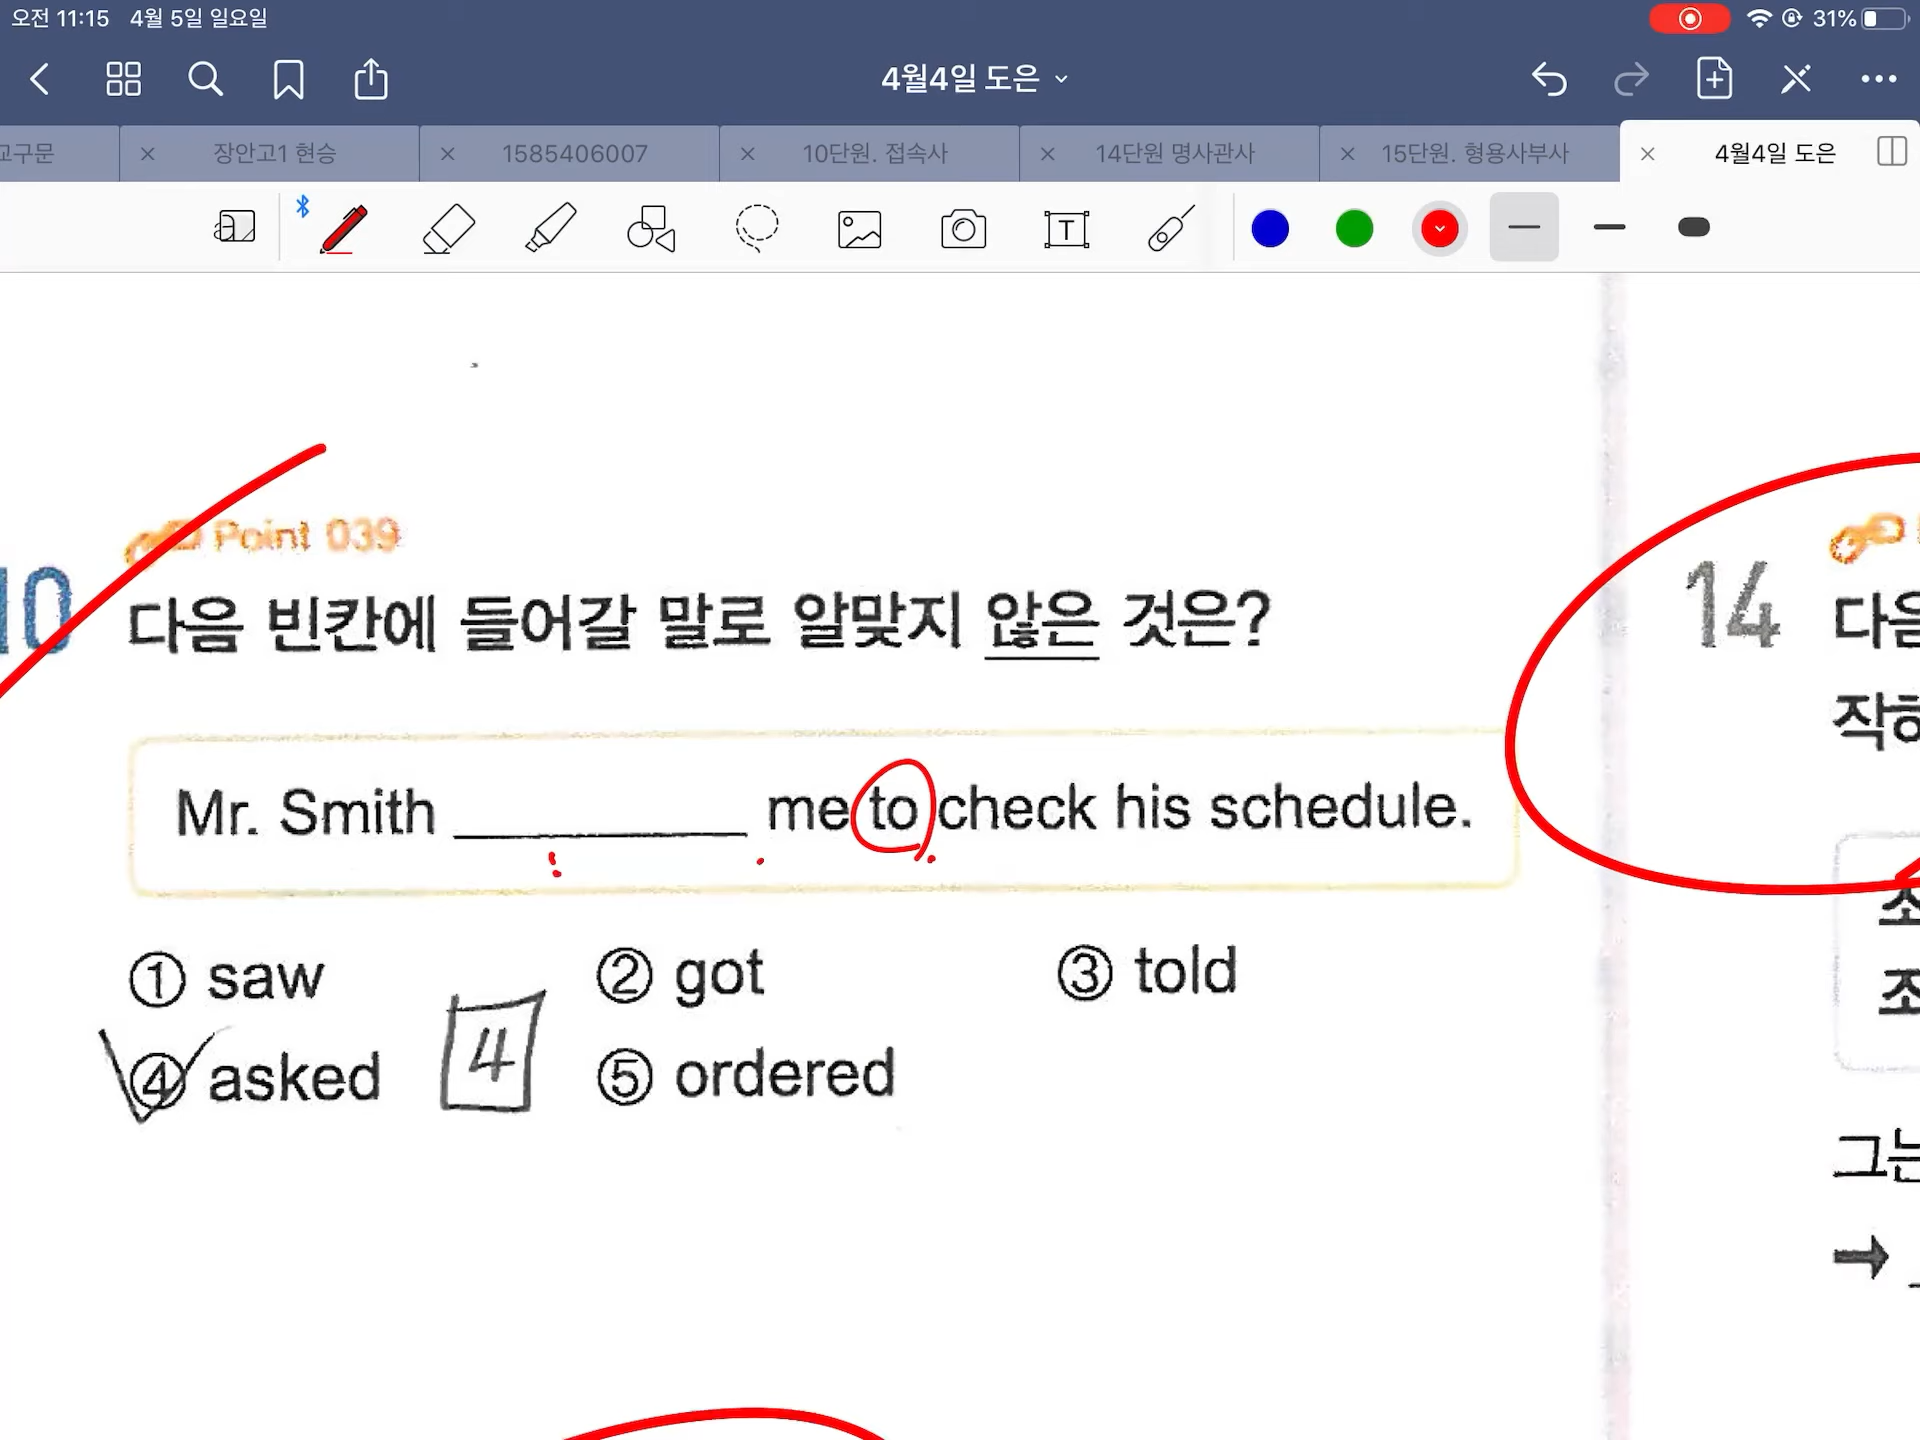 오전 11:15 4월 5일 일요일
31%
4월4일 도은
교구문
장안고1 현승
1585406007
10단원. 접속사
14단원 명사관사
15단원. 형용사부사
4월4일 도은
Point 039
10 다음 빈칸에 들어갈 말로 알맞지 않은 것은?
Mr. Smith __________ me to check his schedule.
① saw ② got ③ told
④ asked 4 ⑤ ordered
14
다음
작하
조
그는
→